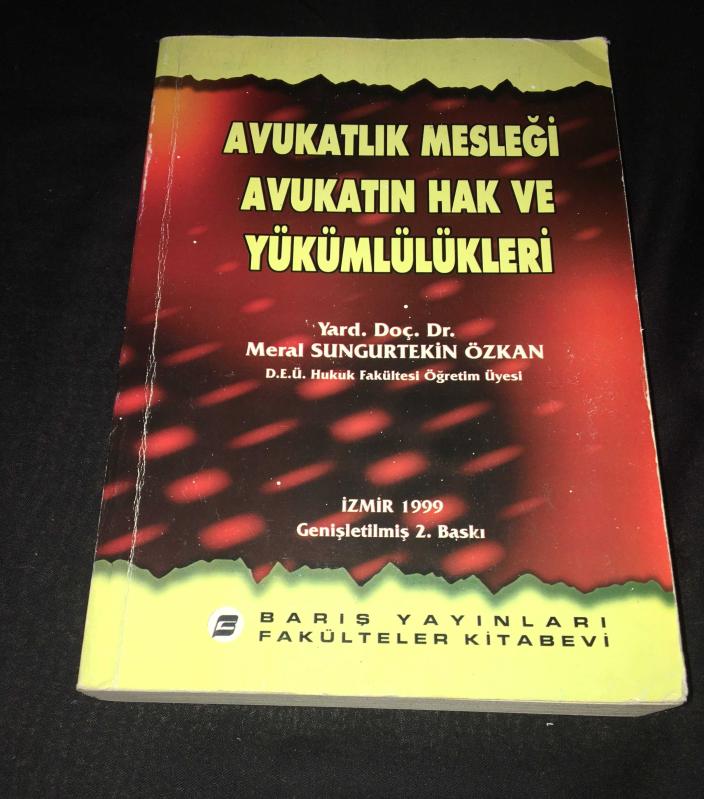 AVUKATLIK MESLEĞİ
AVUKATIN HAK VE
YÜKÜMLÜLÜKLERİ
Yard. Doç. Dr.
Meral SUNGURTEKİN ÖZKAN
D.E.Ü. Hukuk Fakültesi Öğretim Üyesi
İZMİR 1999
Genişletilmiş 2. Baskı
BARIŞ YAYINLARI
FAKÜLTELER KİTABEVİ